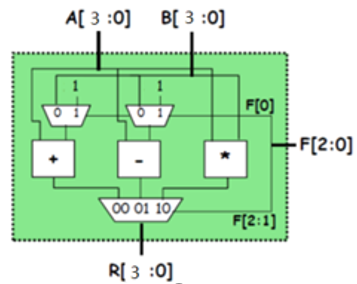 A[ 3 :0] B[ 3 :0]
1 1
0 1 0 1 F[0]
F[2:0]
+ - *
00 01 10
F[2:1]
R[ 3 :0]